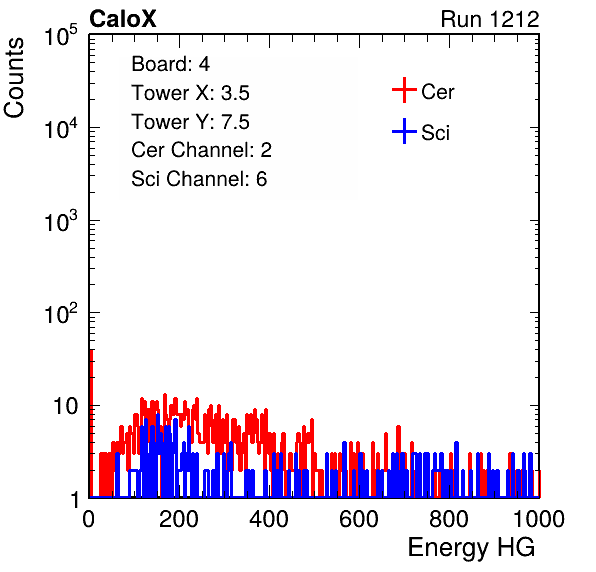 CaloX Run 1212
Counts
Board: 4
Tower X: 3.5
Tower Y: 7.5
Cer Channel: 2
Sci Channel: 6
Cer
Sci
10^5
10^4
10^3
10^2
10
1
0 200 400 600 800 1000
Energy HG